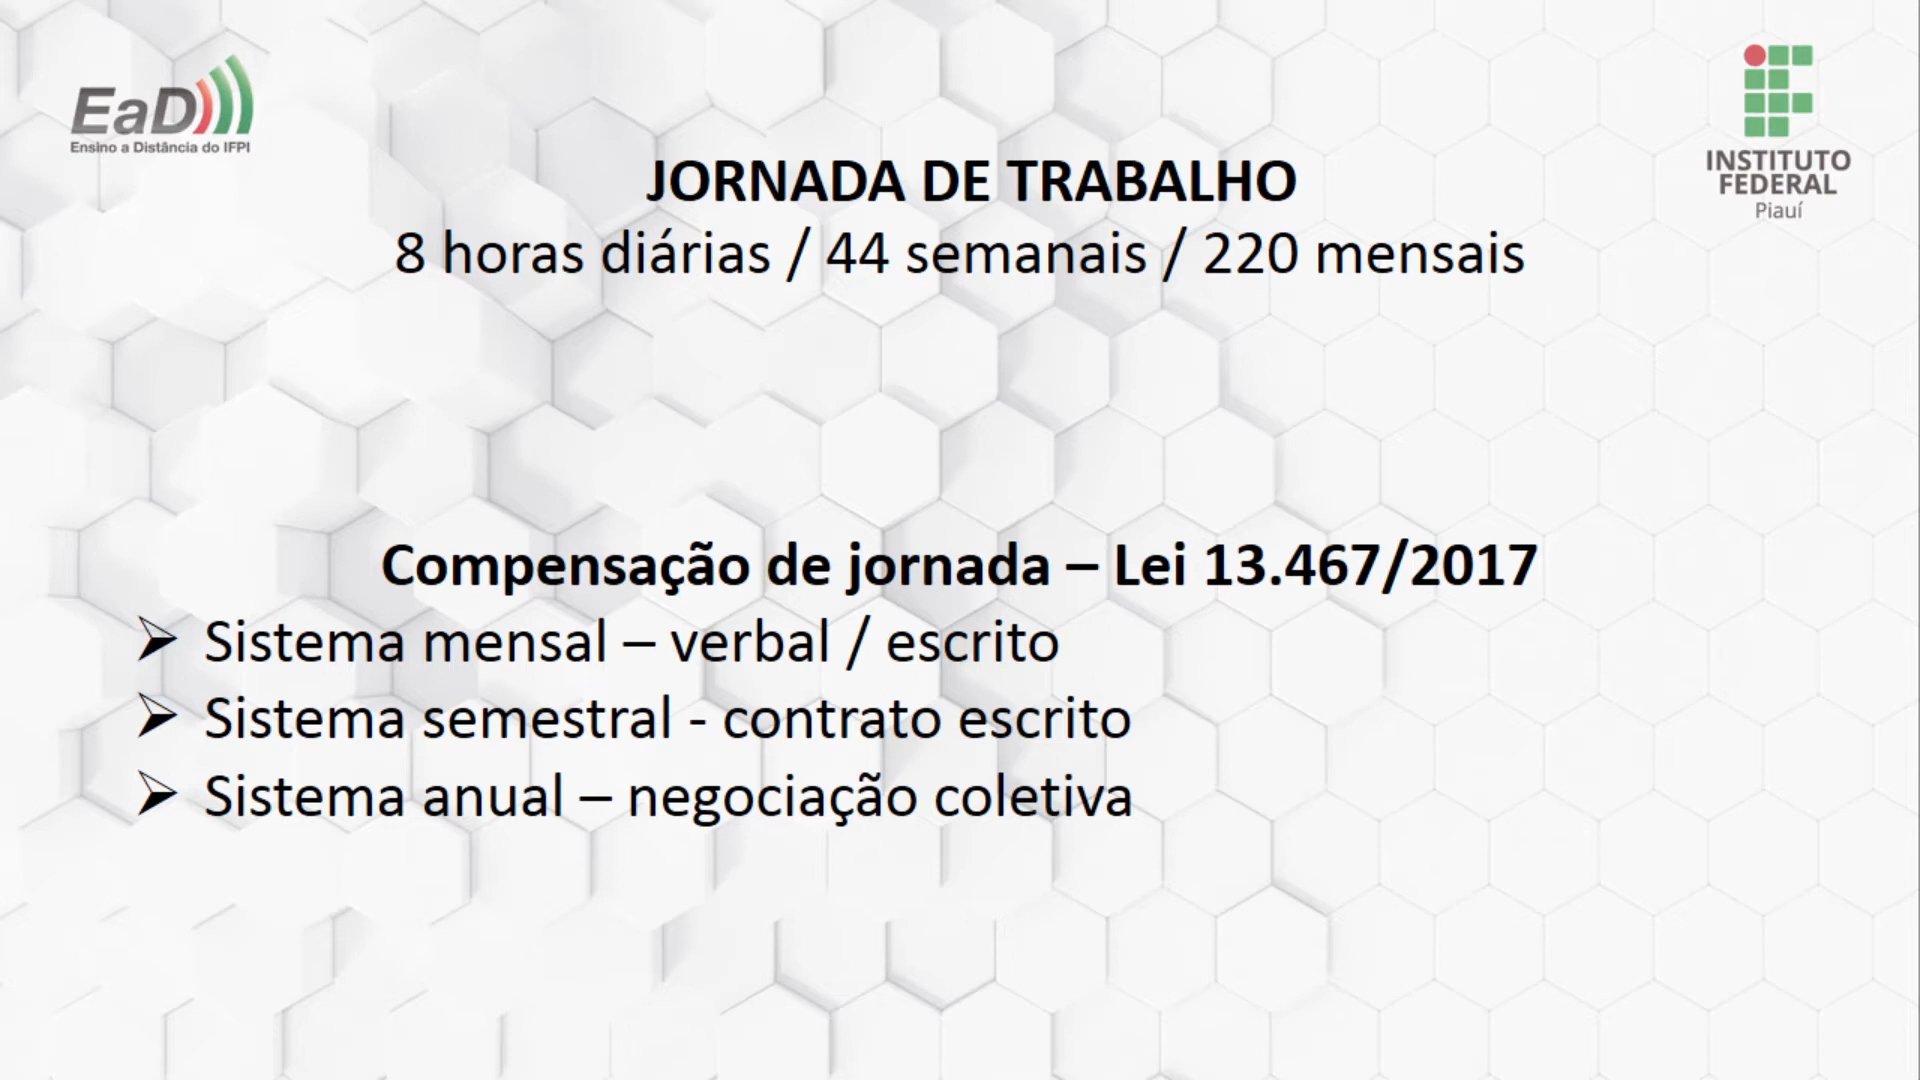 EaD
Ensino a Distância do IFPI
INSTITUTO
FEDERAL
Piauí
JORNADA DE TRABALHO
8 horas diárias / 44 semanais / 220 mensais
Compensação de jornada – Lei 13.467/2017
➢ Sistema mensal – verbal / escrito
➢ Sistema semestral - contrato escrito
➢ Sistema anual – negociação coletiva